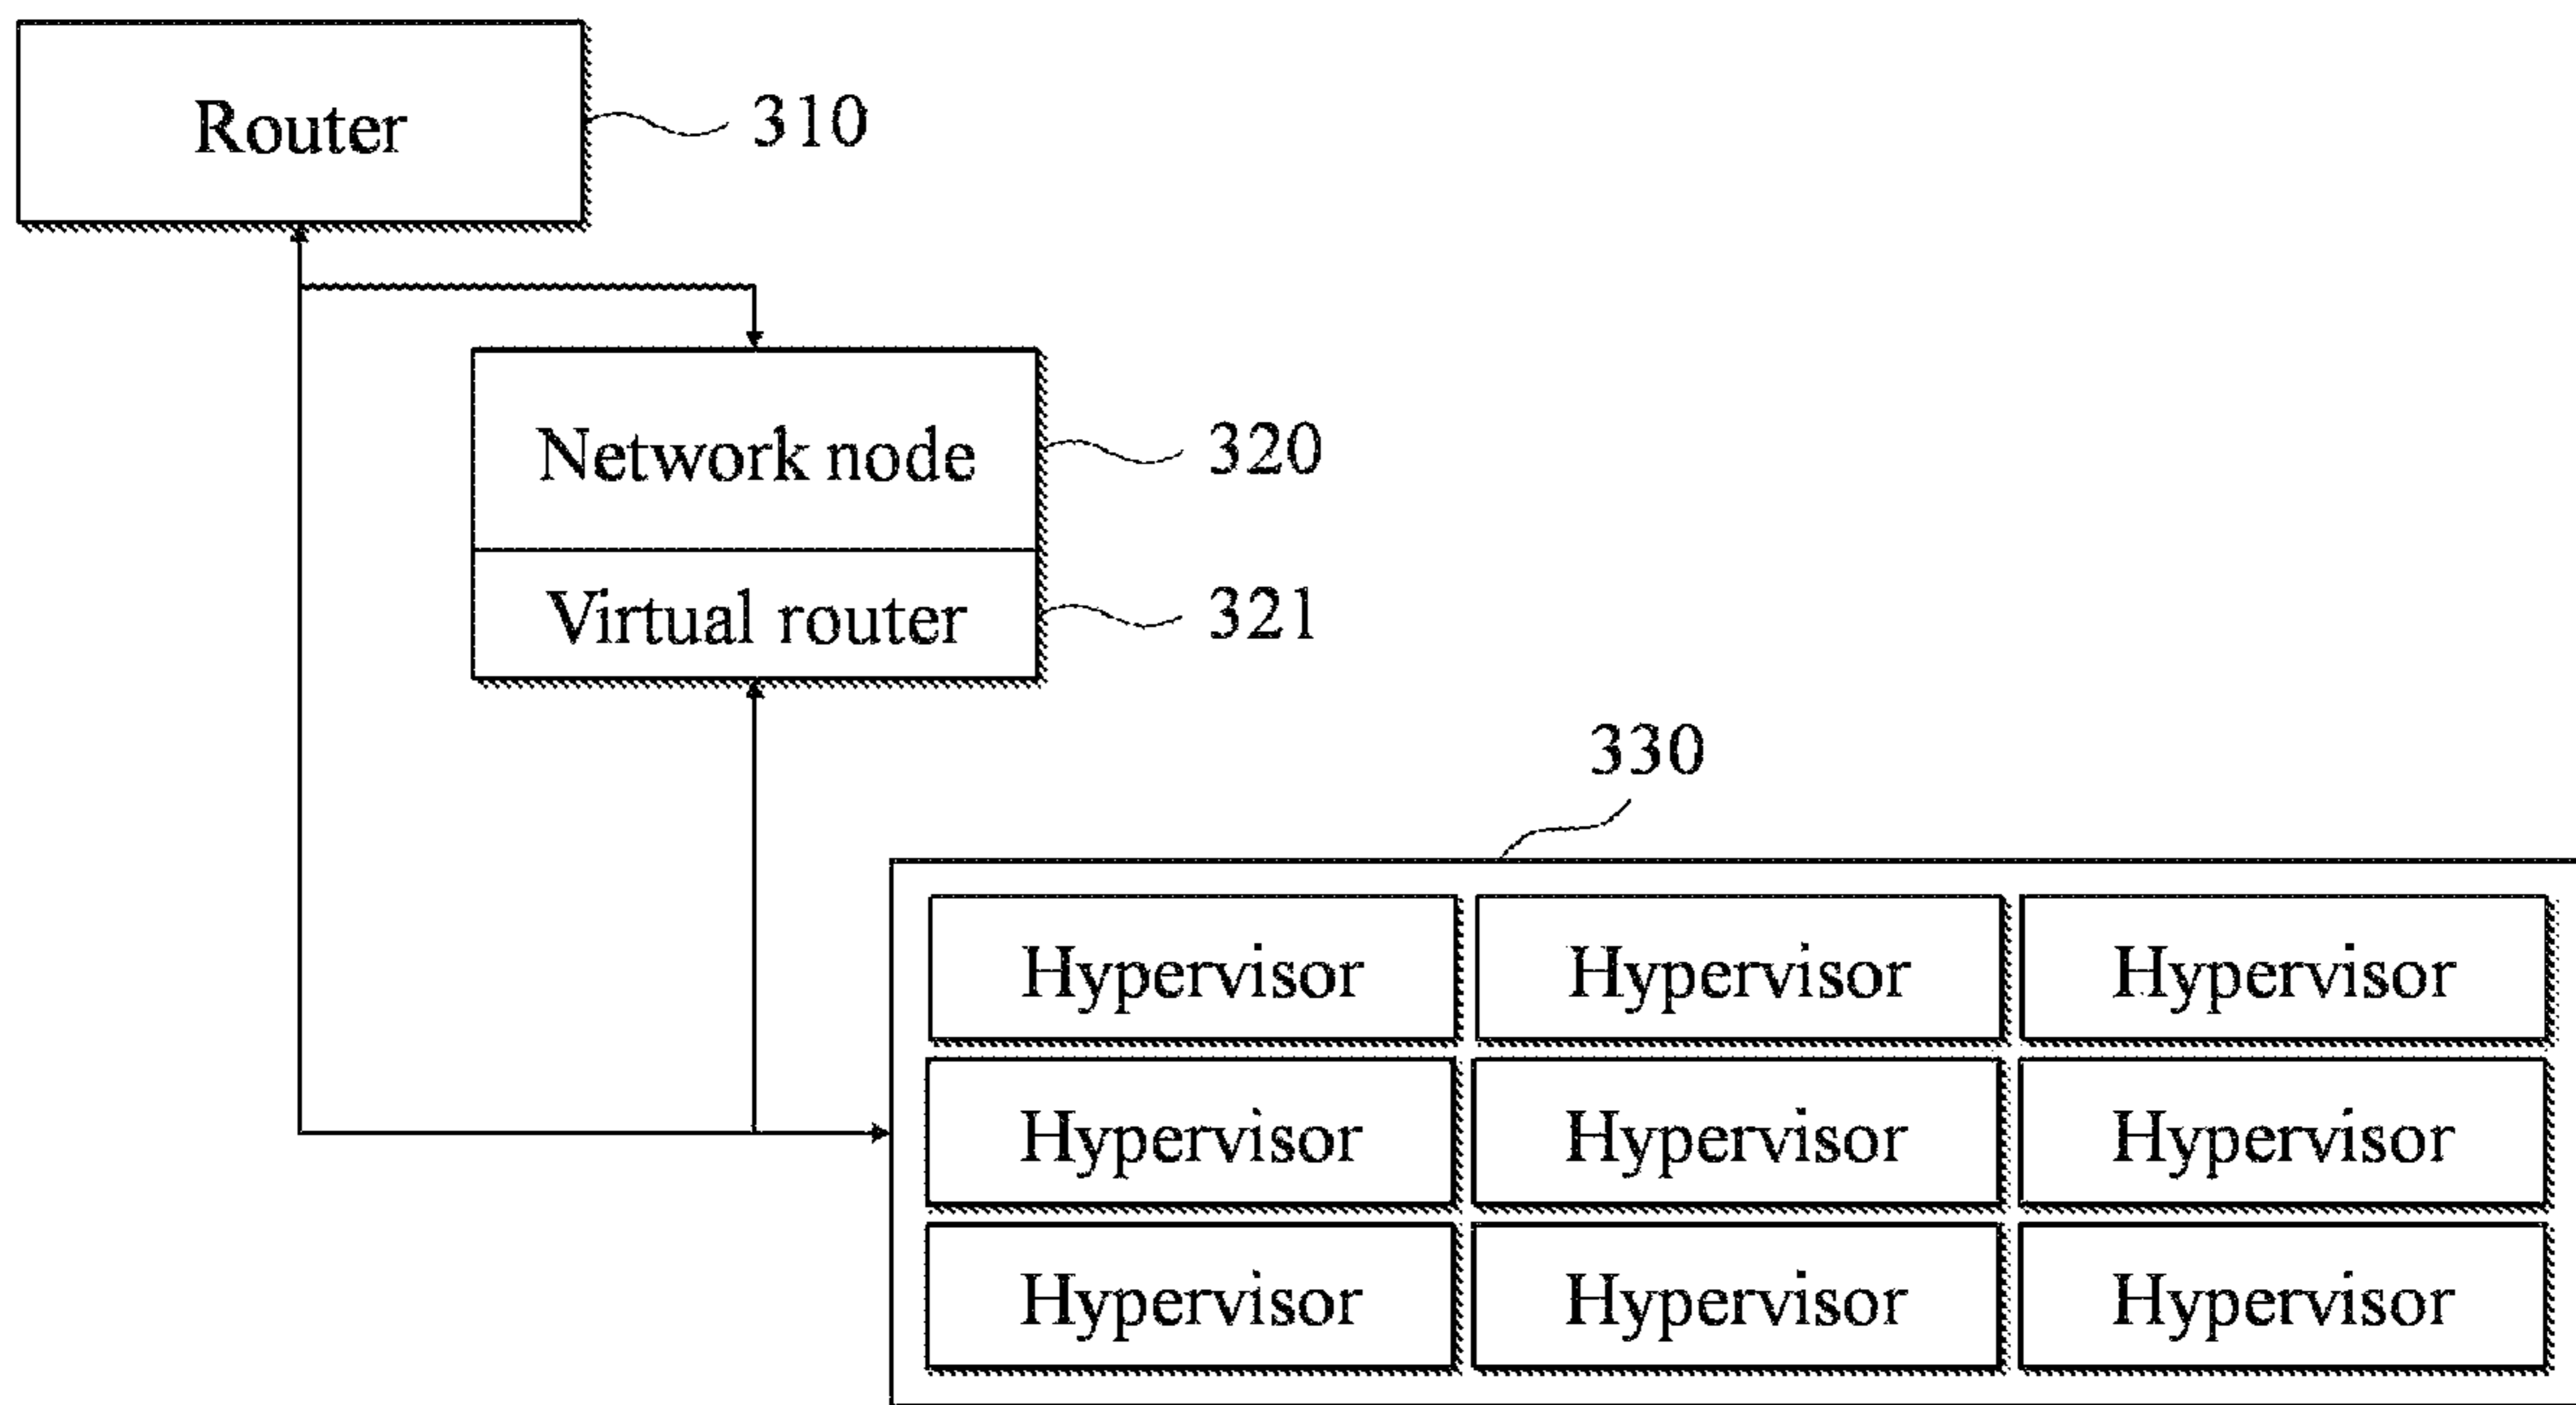 Router
310
Network node
320
Virtual router
321
330
Hypervisor Hypervisor Hypervisor
Hypervisor Hypervisor Hypervisor
Hypervisor Hypervisor Hypervisor